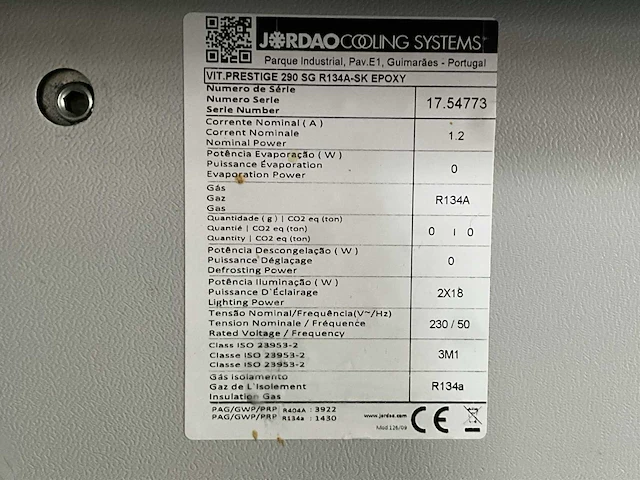 JORDAO COOLING SYSTEMS
Parque Industrial, Pav.E1, Guimarães - Portugal
VIT.PRESTIGE 290 SG R134A-SK EPOXY
Numero de Série
Numero Serie
Serie Number
17.54773
Corrente Nominal ( A )
Corrent Nominale
Nominal Power
1.2
Potência Evaporação ( W )
Puissance Évaporation
Evaporation Power
0
Gás
Gaz
Gas
R134A
Quantidade ( g ) | CO2 eq (ton)
Quantié | CO2 eq (ton)
Quantity | CO2 eq (ton)
0 | 0
Potência Descongelação ( W )
Puissance Déglaçage
Defrosting Power
0
Potência Iluminação ( W )
Puissance D'Éclairage
Lighting Power
2X18
Tensão Nominal/Frequência(V~/Hz)
Tension Nominale / Fréquence
Rated Voltage / Frequency
230 / 50
Class ISO 23953-2
Classe ISO 23953-2
Classe ISO 23953-2
3M1
Gás isolamento
Gaz de L'Isolement
Insulation Gas
R134a
PAG/GWP/PRP R404A : 3922
PAG/GWP/PRP R134a : 1430
www.jordao.com
Mod 126/09
CE